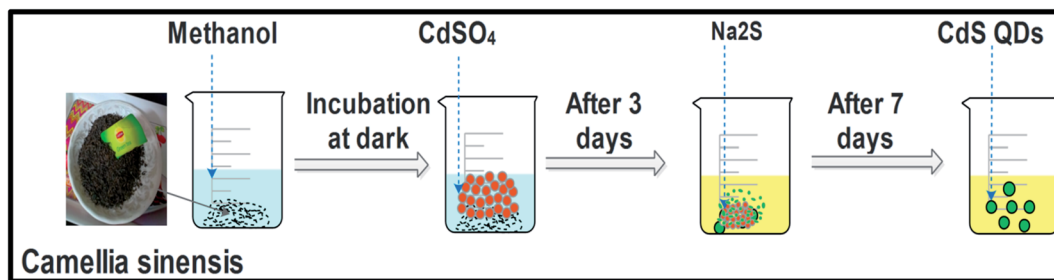 Methanol
CdSO₄
Na2S
CdS QDs
Incubation
at dark
After 3
days
After 7
days
Camellia sinensis